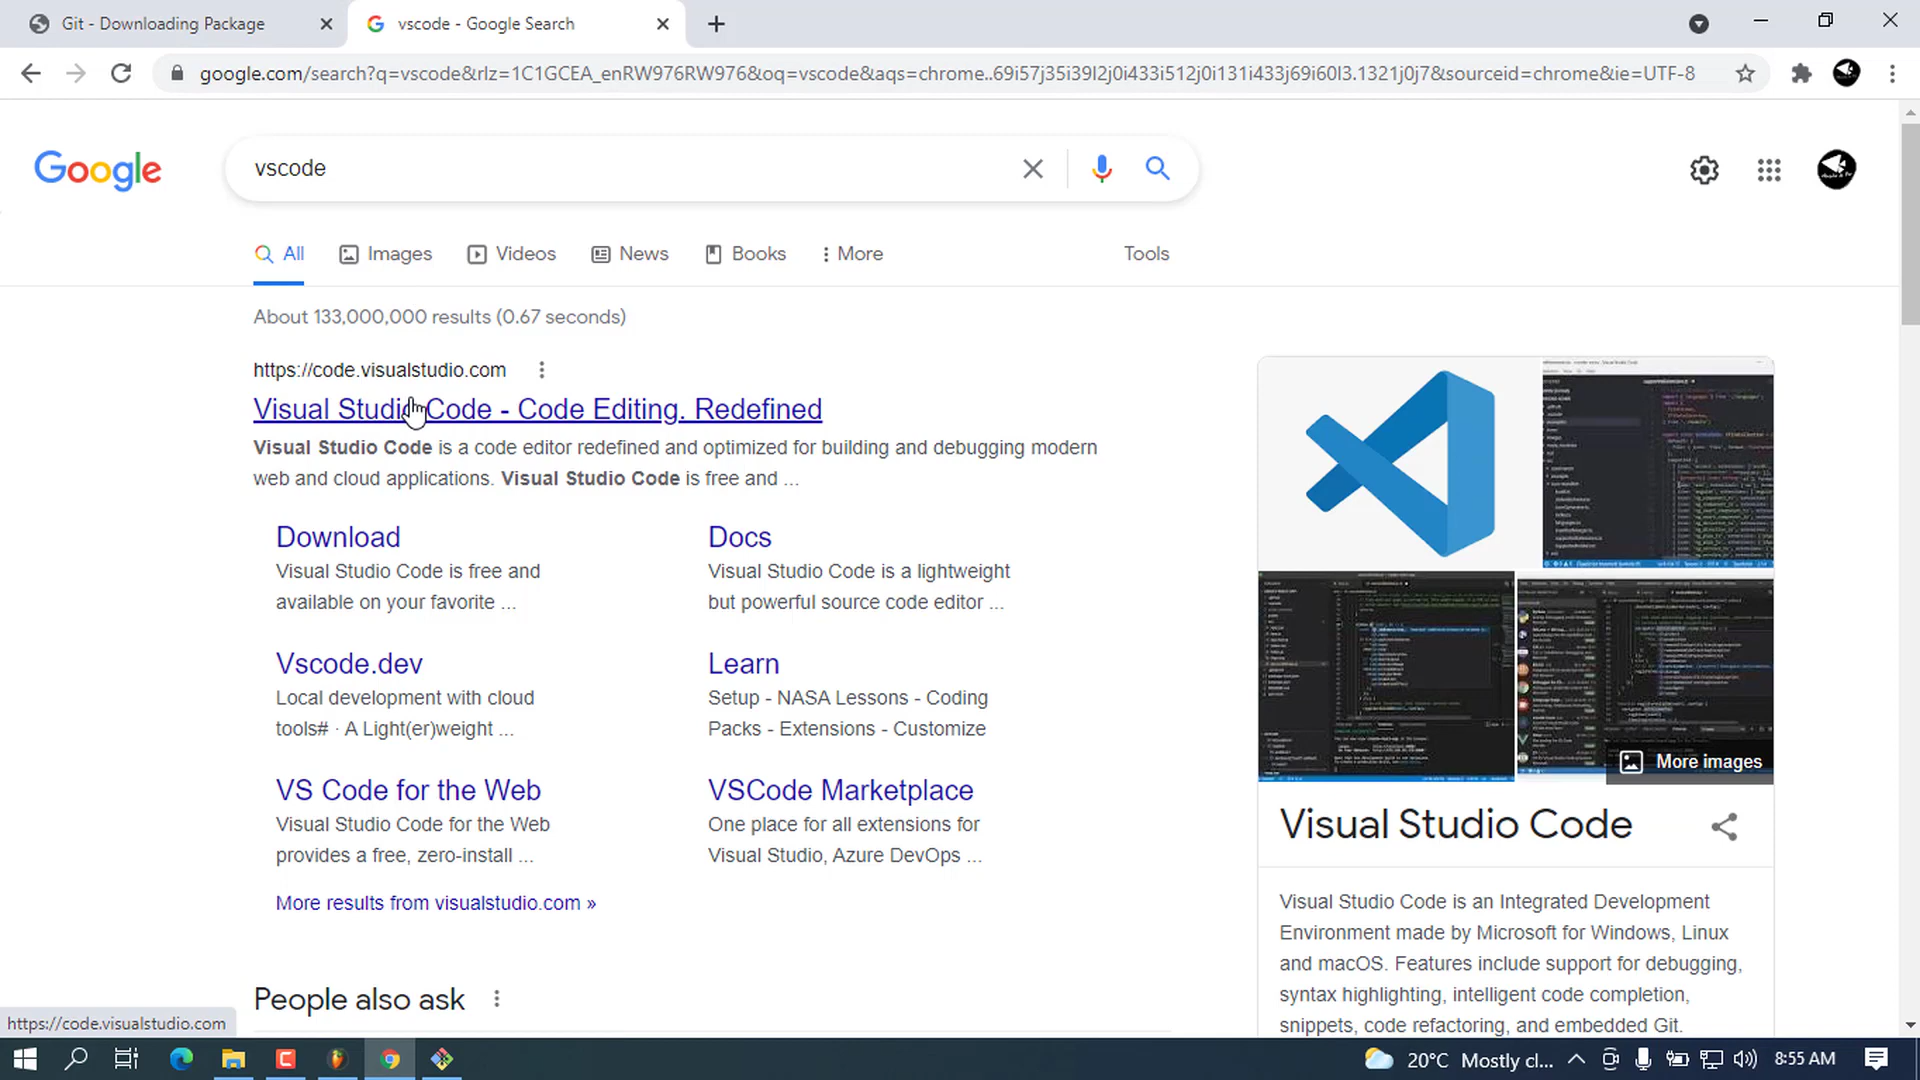 Git - Downloading Package
vscode - Google Search
google.com/search?q=vscode&rlz=1C1GCEA_enRW976RW976&oq=vscode&aqs=chrome..69i57j35i39l2j0i433i512j0i131i433j69i60l3.1321j0j7&sourceid=chrome&ie=UTF-8
Google
vscode
All
Images
Videos
News
Books
More
Tools
About 133,000,000 results (0.67 seconds)
https://code.visualstudio.com
Visual Studio Code - Code Editing. Redefined
Visual Studio Code is a code editor redefined and optimized for building and debugging modern
web and cloud applications. Visual Studio Code is free and ...
Download
Visual Studio Code is free and
available on your favorite ...
Docs
Visual Studio Code is a lightweight
but powerful source code editor ...
Vscode.dev
Local development with cloud
tools# · A Light(er)weight ...
Learn
Setup - NASA Lessons - Coding
Packs - Extensions - Customize
VS Code for the Web
Visual Studio Code for the Web
provides a free, zero-install ...
VSCode Marketplace
One place for all extensions for
Visual Studio, Azure DevOps ...
More results from visualstudio.com »
People also ask
More images
Visual Studio Code
Visual Studio Code is an Integrated Development
Environment made by Microsoft for Windows, Linux
and macOS. Features include support for debugging,
syntax highlighting, intelligent code completion,
snippets, code refactoring, and embedded Git.
https://code.visualstudio.com
20°C Mostly cl...
8:55 AM